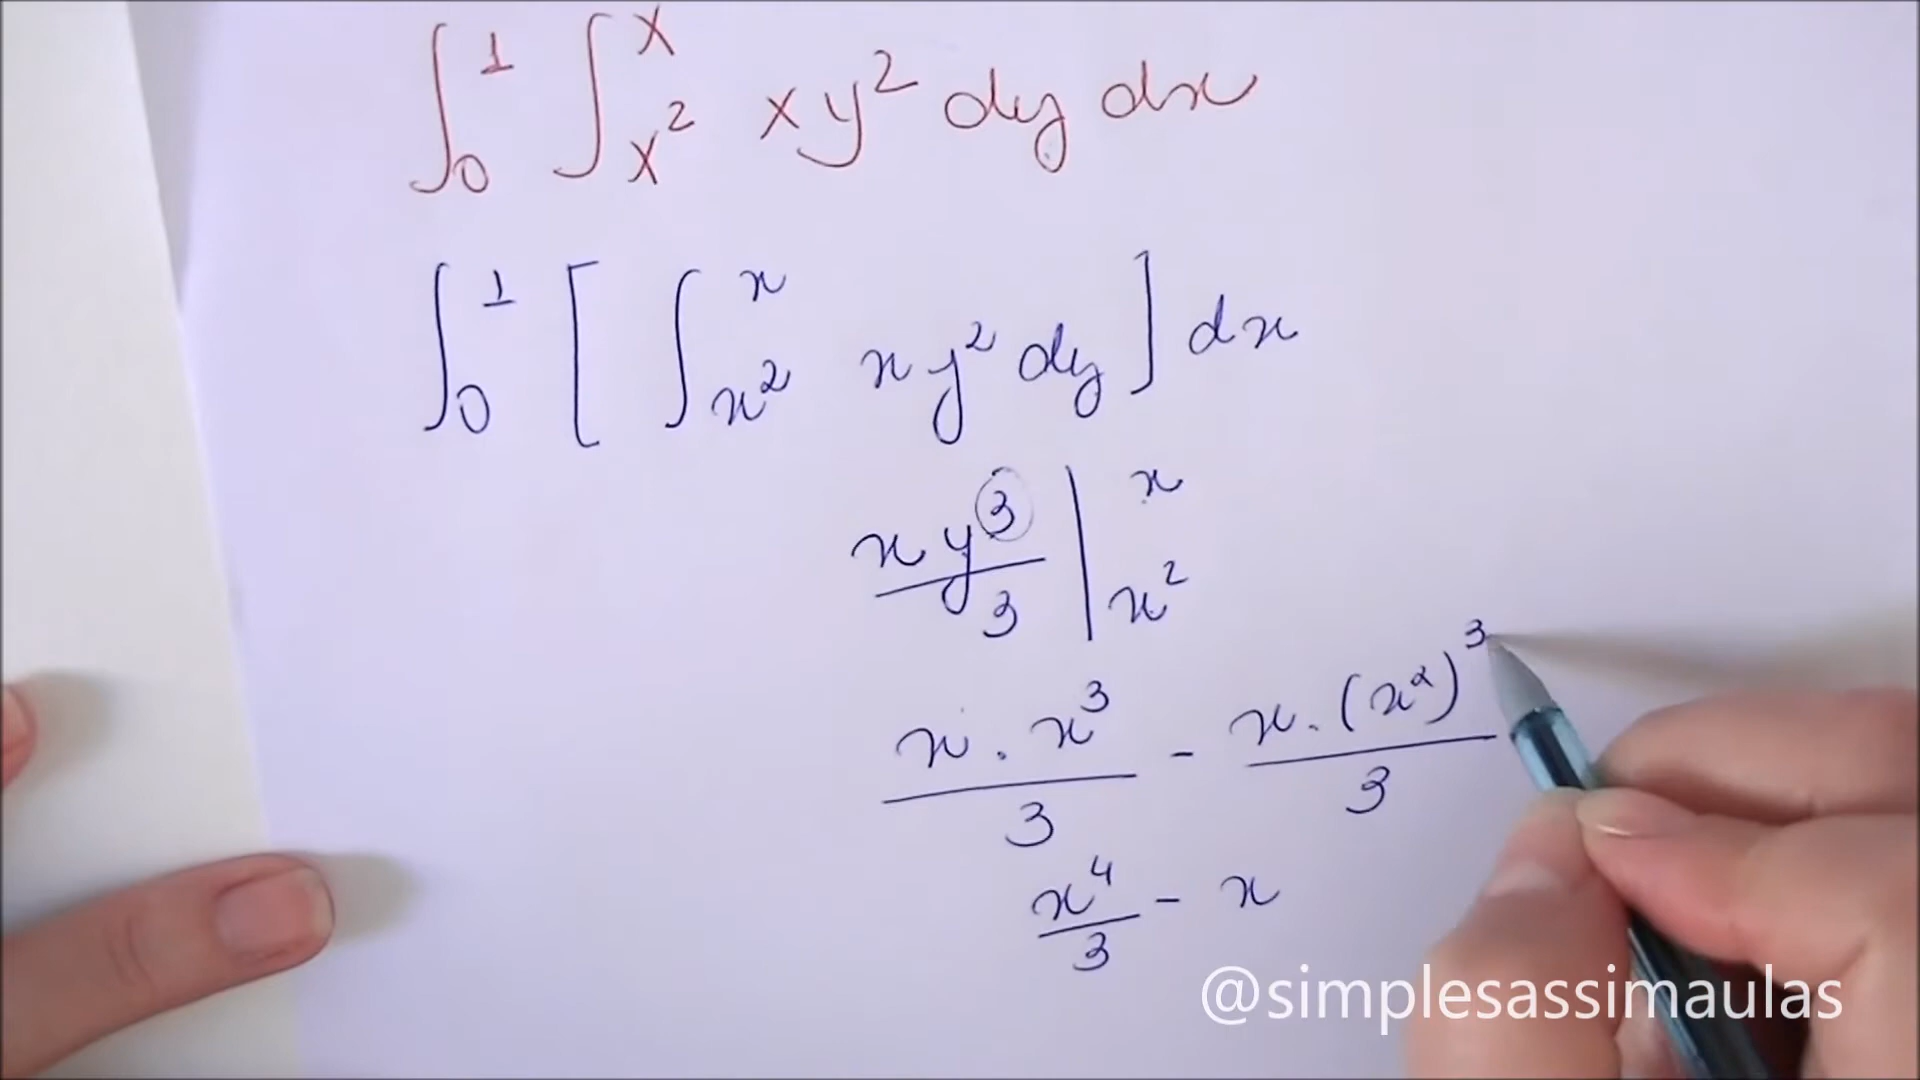 ∫₀¹ ∫ₓ²ˣ xy² dy dx
∫₀¹ [ ∫ₓ²ˣ xy² dy ] dx
xy³/3 |ₓ²ˣ
x . x³/3 - x . (x²)³/3
x⁴/3 - x
@simplesassimaulas